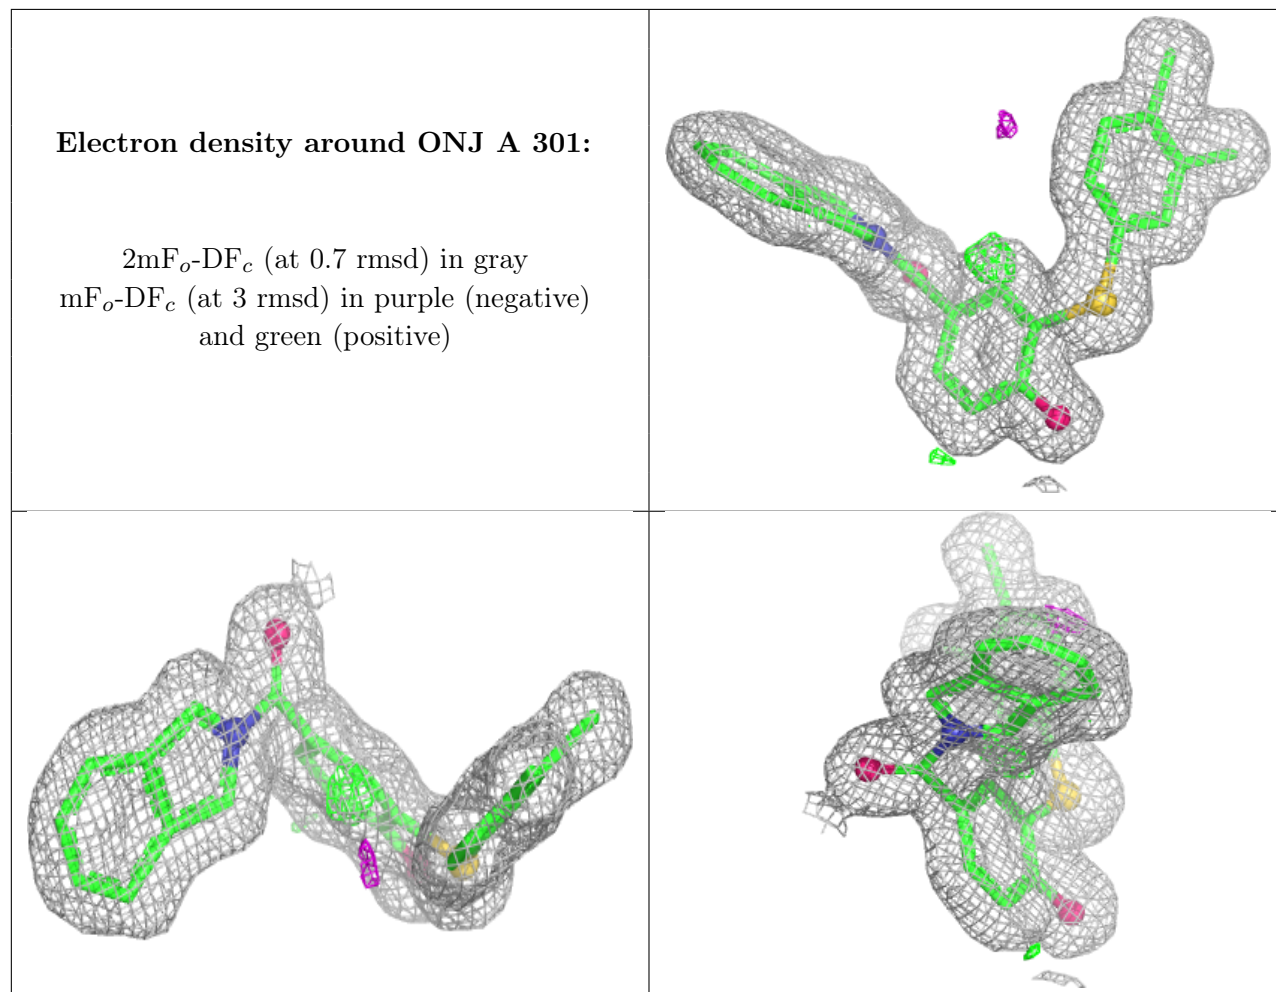 Electron density around ONJ A 301:
2mFo-DFc (at 0.7 rmsd) in gray
mFo-DFc (at 3 rmsd) in purple (negative)
and green (positive)